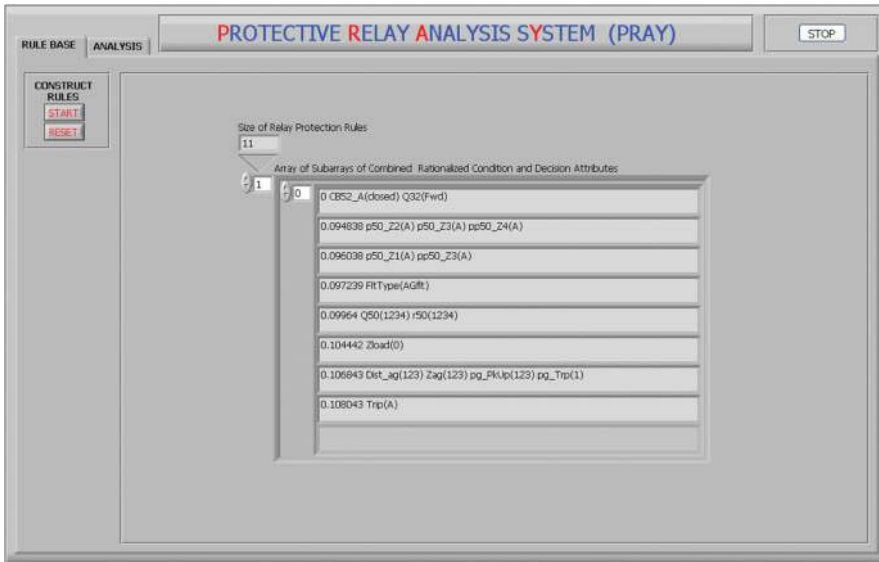 PROTECTIVE RELAY ANALYSIS SYSTEM (PRAY)
STOP
RULE BASE
ANALYSIS
CONSTRUCT
RULES
START
RESET
Size of Relay Protection Rules
11
Array of Subarrays of Combined Rationalized Condition and Decision Attributes
1
0
0 CB52_A(closed) Q32(Fwd)
0.094838 p50_Z2(A) p50_Z3(A) pp50_Z4(A)
0.096038 p50_Z1(A) pp50_Z3(A)
0.097239 FltType(AGflt)
0.09964 Q50(1234) r50(1234)
0.104442 Zload(0)
0.106843 Dist_ag(123) Zag(123) pg_PkUp(123) pg_Trp(1)
0.108043 Trip(A)